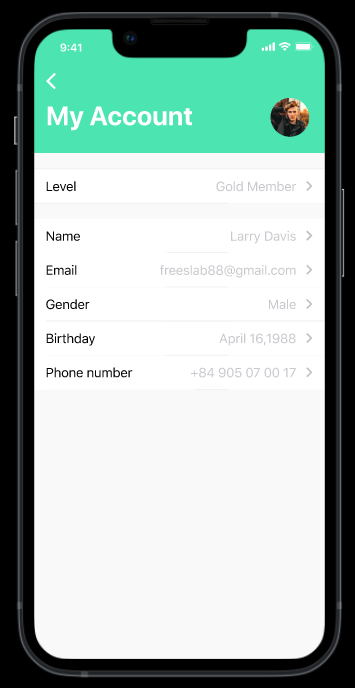 9:41
My Account
Level Gold Member
Name Larry Davis
Email freeslab88@gmail.com
Gender Male
Birthday April 16,1988
Phone number +84 905 07 00 17